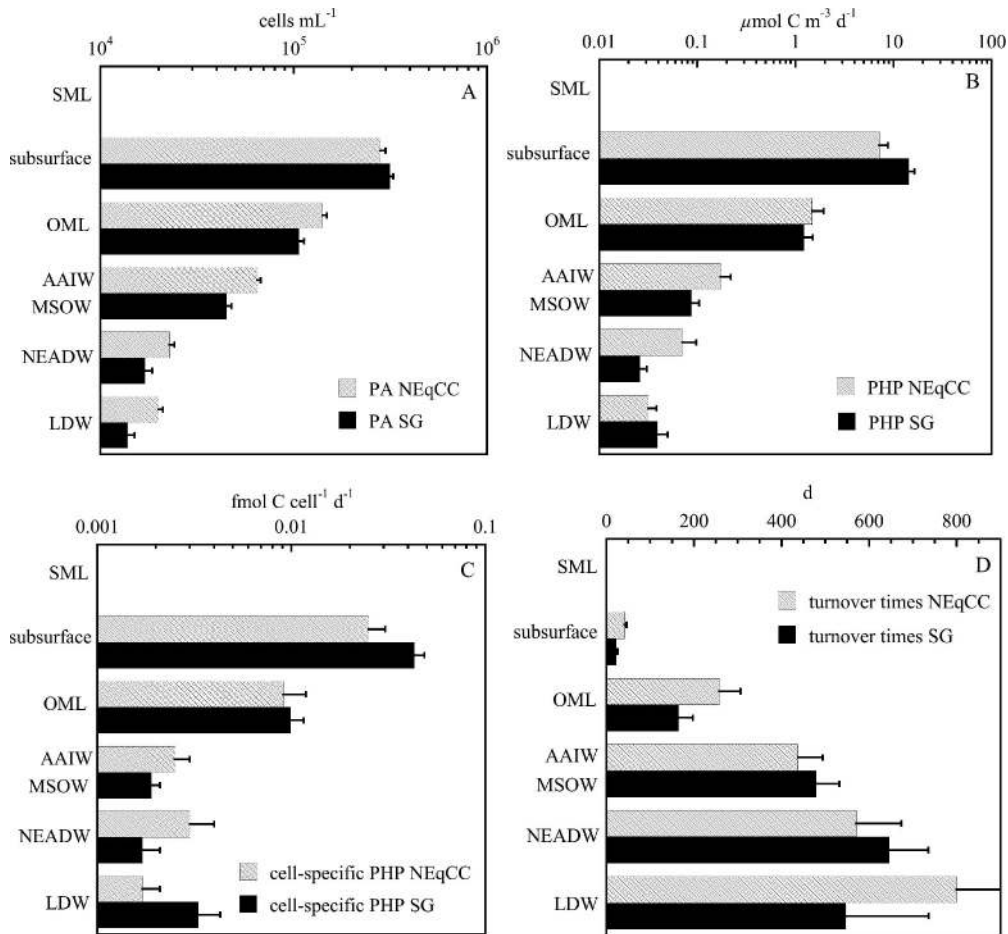 cells mL⁻¹
10⁴ 10⁵ 10⁶
A
SML
subsurface
OML
AAIW
MSOW
NEADW
LDW
PA NEqCC
PA SG
µmol C m⁻³ d⁻¹
0.01 0.1 1 10 100
B
SML
subsurface
OML
AAIW
MSOW
NEADW
LDW
PHP NEqCC
PHP SG
fmol C cell⁻¹ d⁻¹
0.001 0.01 0.1
C
SML
subsurface
OML
AAIW
MSOW
NEADW
LDW
cell-specific PHP NEqCC
cell-specific PHP SG
d
0 200 400 600 800
D
SML
subsurface
OML
AAIW
MSOW
NEADW
LDW
turnover times NEqCC
turnover times SG